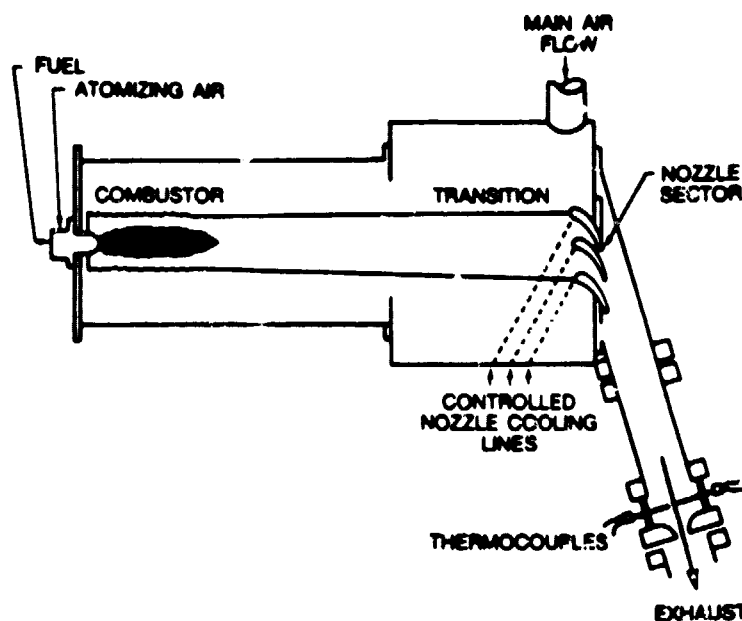 MAIN AIR
FLOW
FUEL
ATOMIZING AIR
COMBUSTOR
TRANSITION
NOZZLE
SECTOR
CONTROLLED
NOZZLE COOLING
LINES
THERMOCOUPLES
EXHAUST